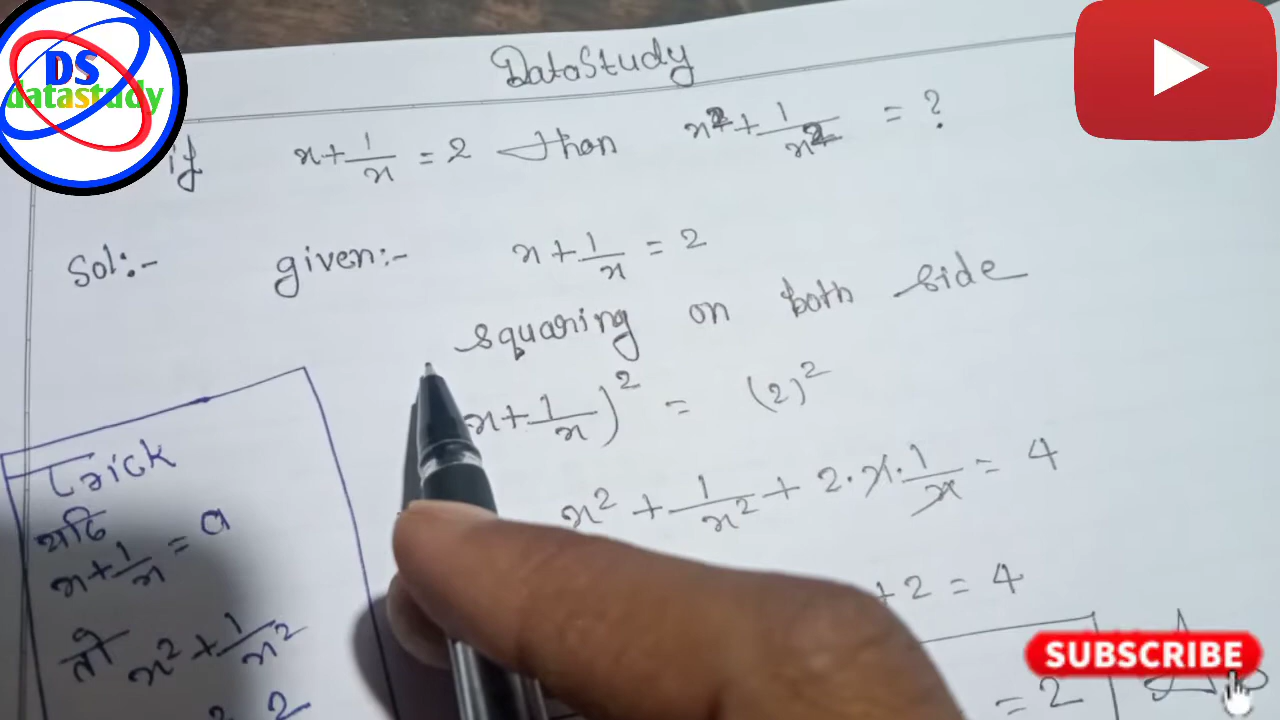 DS
datastudy
DataStudy
if x + 1/x = 2 then x² + 1/x² = ?
Sol:- given:- x + 1/x = 2
squaring on both side
x + 1/x)² = (2)²
x² + 1/x² + 2·x·1/x = 4
+ 2 = 4
= 2
Trick
यदि
x + 1/x = a
तो x² + 1/x²
2
SUBSCRIBE